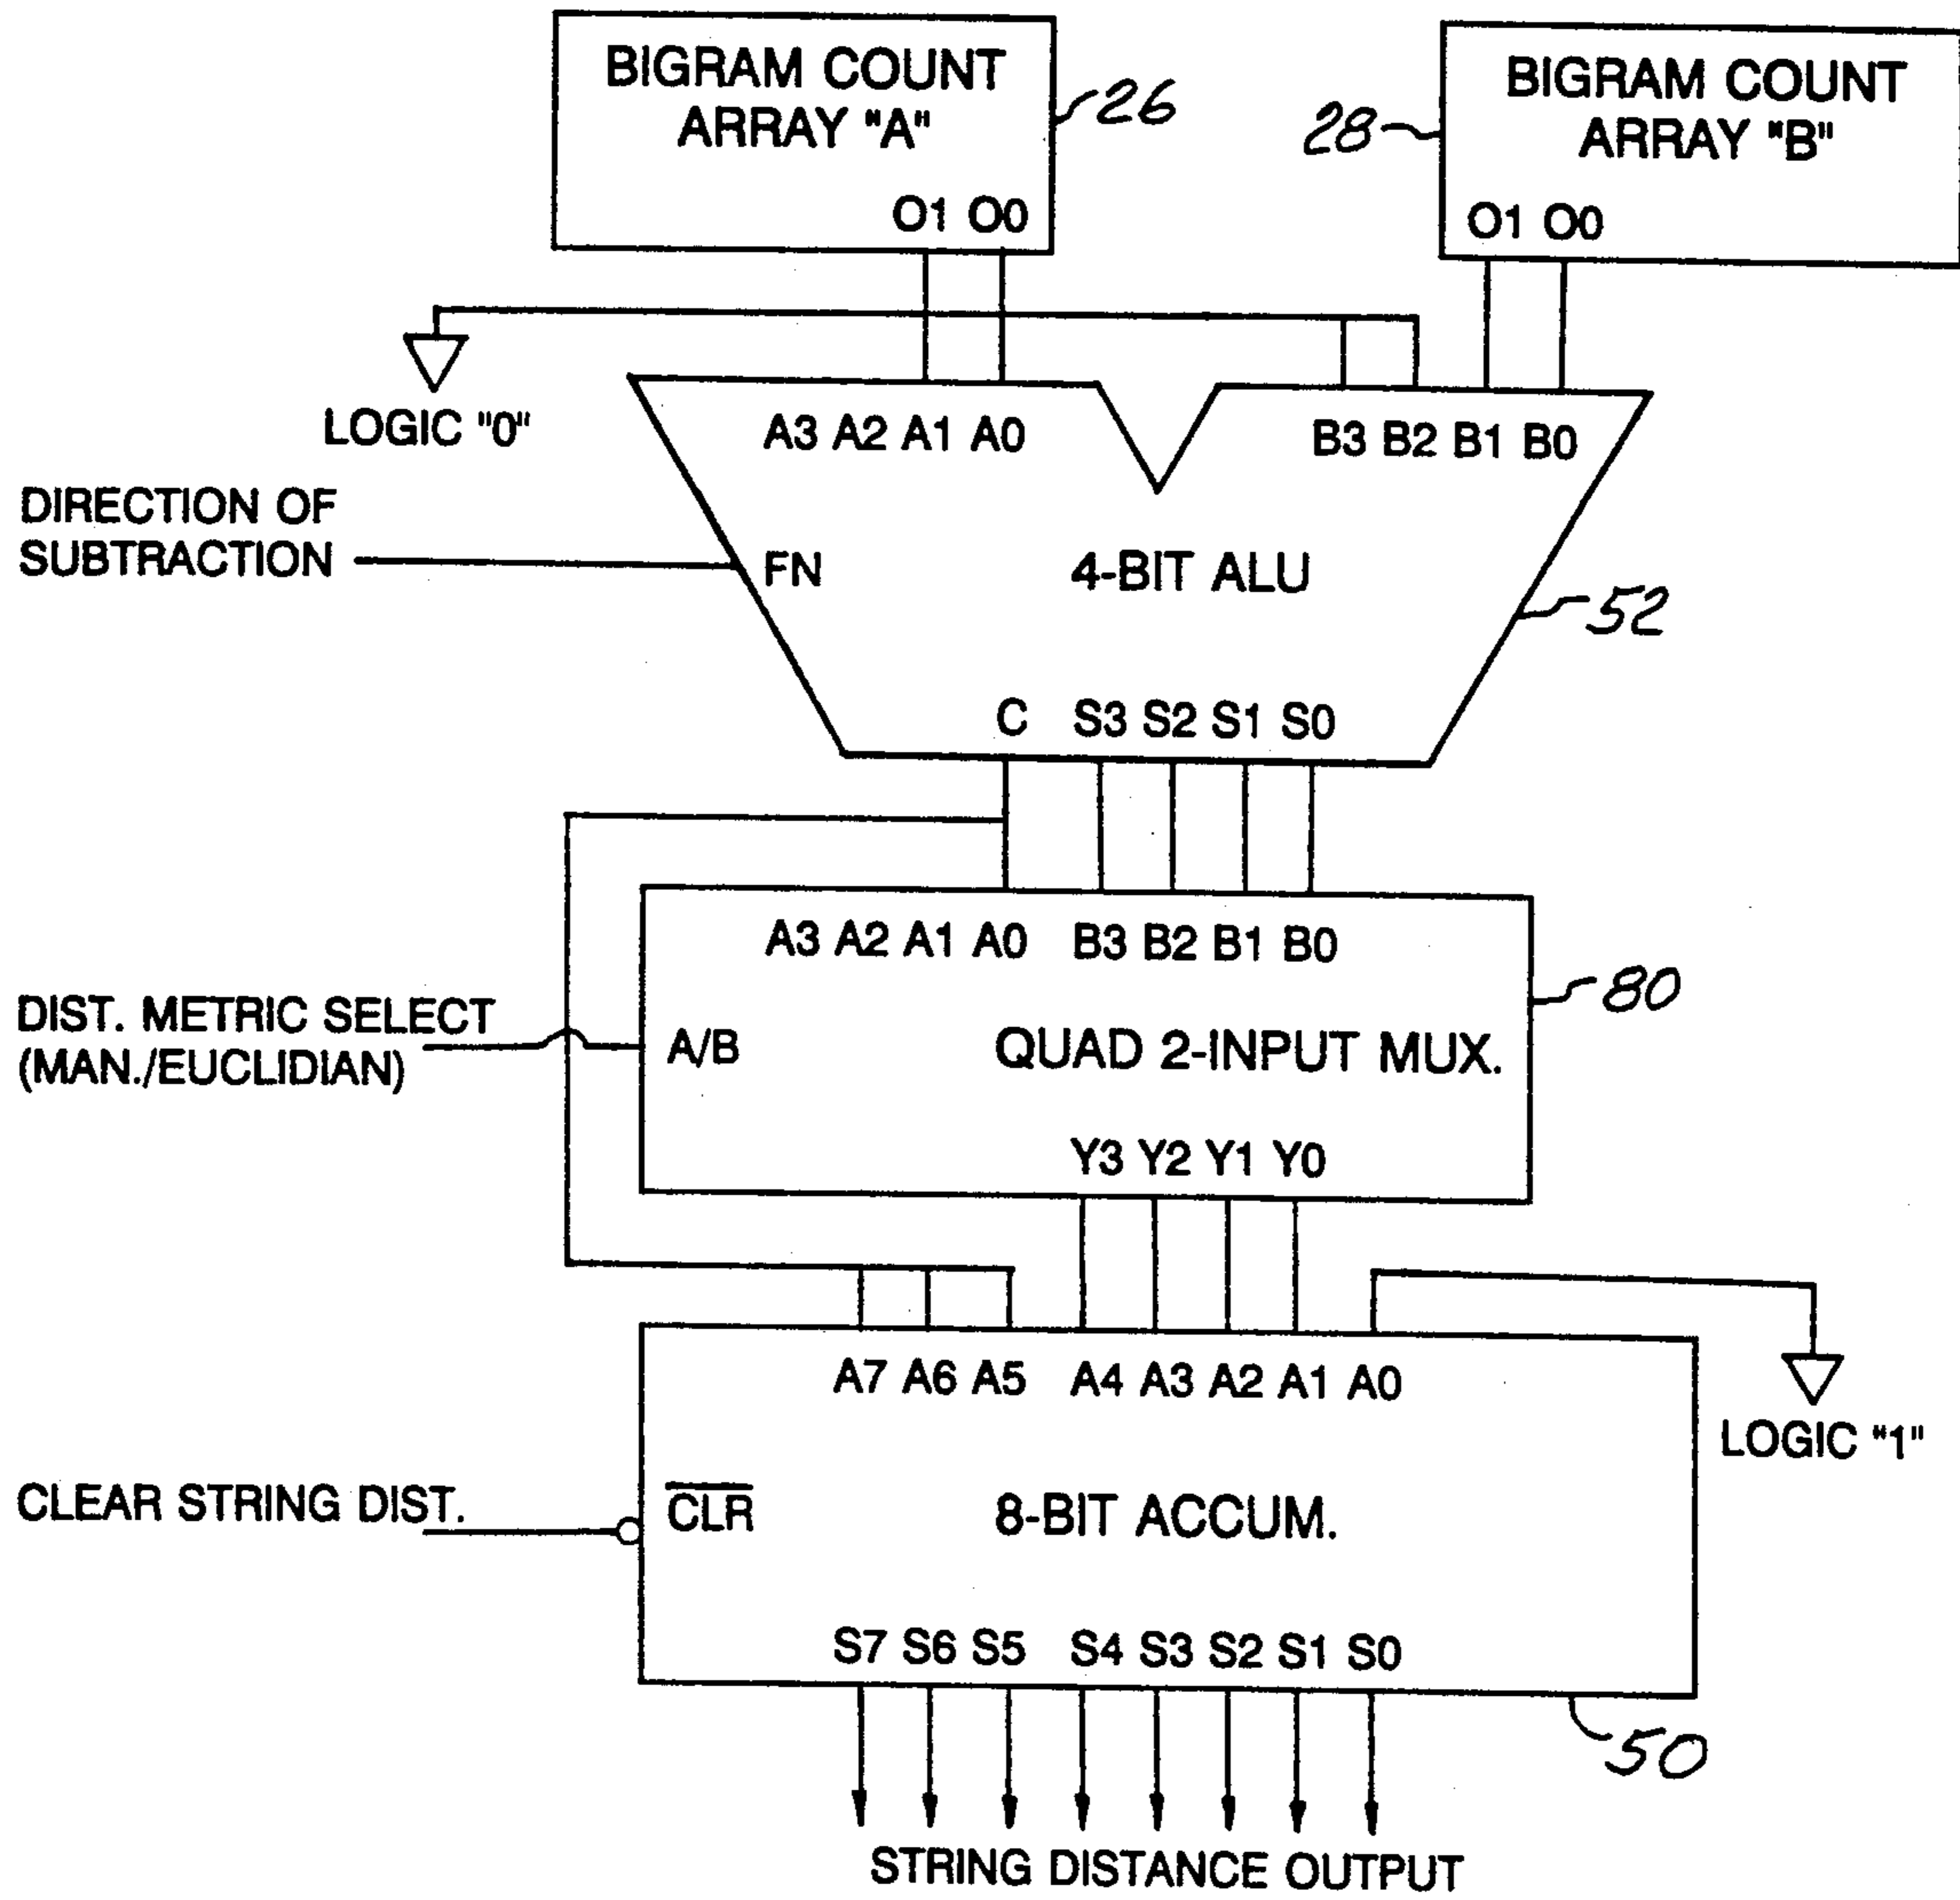 BIGRAM COUNT
ARRAY "A"
O1 O0
26
28
BIGRAM COUNT
ARRAY "B"
O1 O0
LOGIC "0"
A3 A2 A1 A0
B3 B2 B1 B0
DIRECTION OF
SUBTRACTION
FN
4-BIT ALU
52
C S3 S2 S1 S0
A3 A2 A1 A0 B3 B2 B1 B0
80
DIST. METRIC SELECT
(MAN./EUCLIDIAN)
A/B
QUAD 2-INPUT MUX.
Y3 Y2 Y1 Y0
A7 A6 A5 A4 A3 A2 A1 A0
LOGIC "1"
CLEAR STRING DIST.
CLR
8-BIT ACCUM.
S7 S6 S5 S4 S3 S2 S1 S0
50
STRING DISTANCE OUTPUT